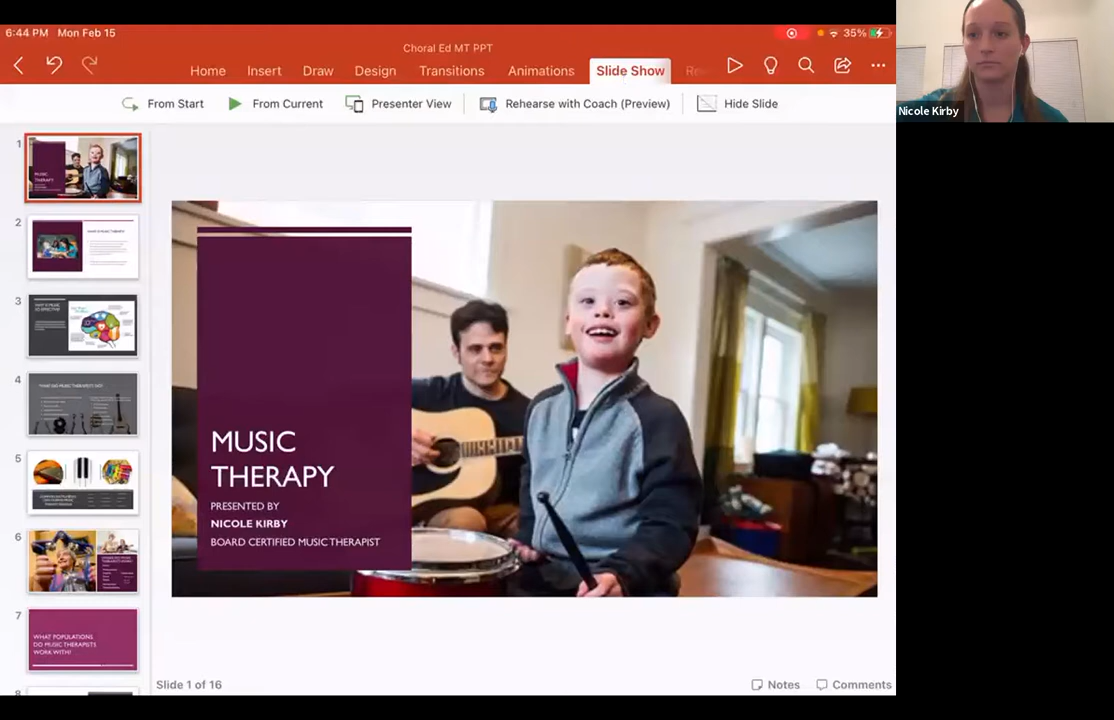 6:44 PM Mon Feb 15
35%
Choral Ed MT PPT
Home Insert Draw Design Transitions Animations Slide Show
From Start From Current Presenter View Rehearse with Coach (Preview) Hide Slide
Nicole Kirby
1
2
3
4
5
6
7
WHAT POPULATIONS
DO MUSIC THERAPISTS
WORK WITH?
MUSIC
THERAPY
PRESENTED BY
NICOLE KIRBY
BOARD CERTIFIED MUSIC THERAPIST
Slide 1 of 16
Notes Comments